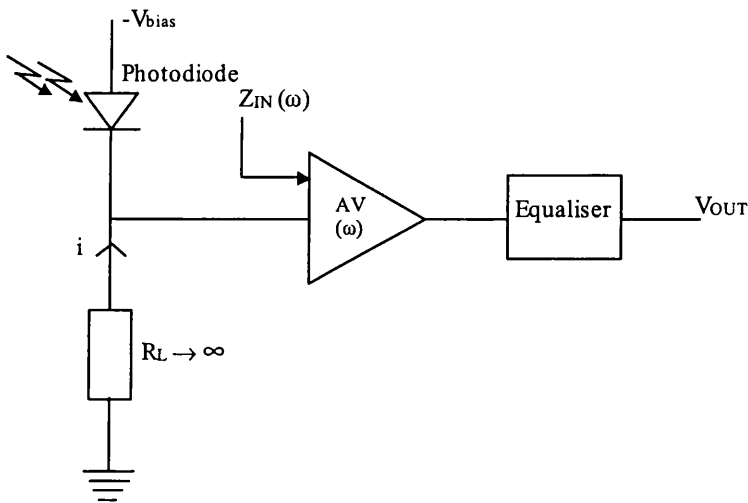 -Vbias
Photodiode
ZIN (ω)
AV
(ω)
Equaliser
VOUT
i
RL → ∞